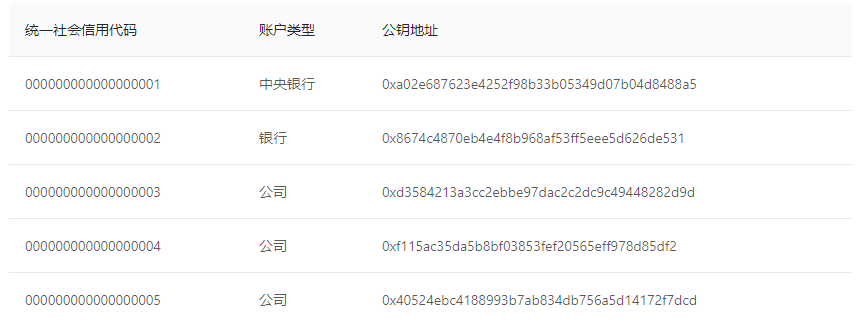 统一社会信用代码 账户类型 公钥地址
000000000000000001 中央银行 0xa02e687623e4252f98b33b05349d07b04d8488a5
000000000000000002 银行 0x8674c4870eb4e4f8b968af53ff5eee5d626de531
000000000000000003 公司 0xd3584213a3cc2ebbe97dac2c2dc9c49448282d9d
000000000000000004 公司 0xf115ac35da5b8bf03853fef20565eff978d85df2
000000000000000005 公司 0x40524ebc4188993b7ab834db756a5d14172f7dcd